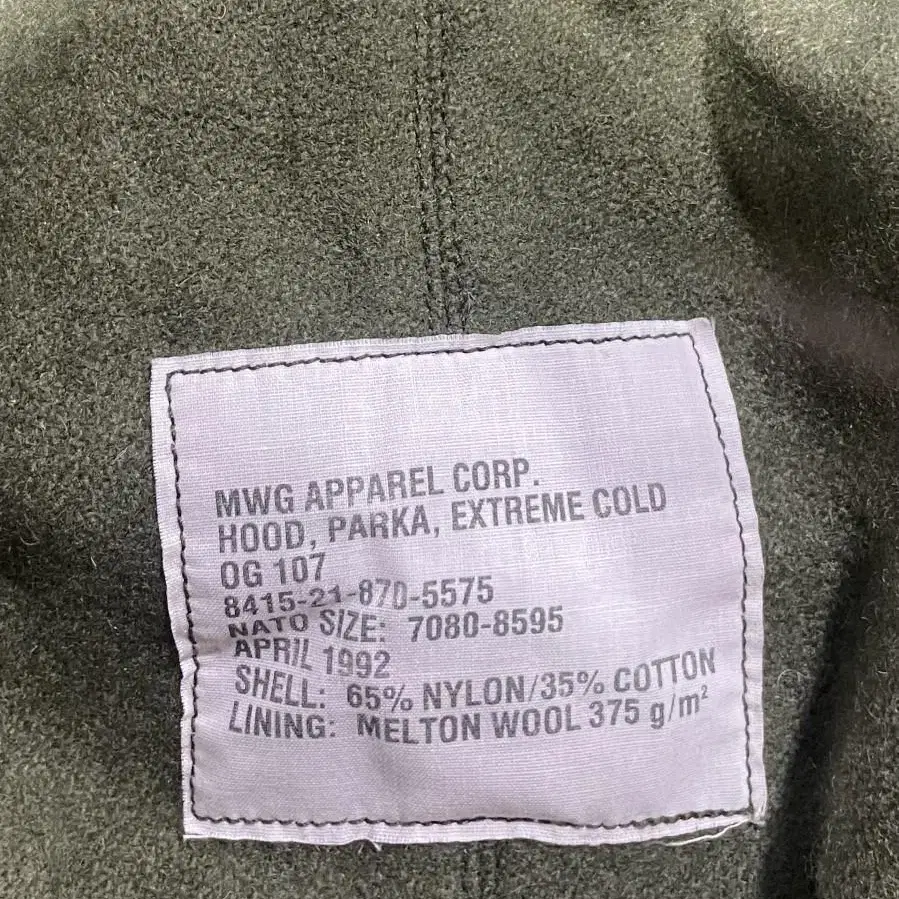 MWG APPAREL CORP.
HOOD, PARKA, EXTREME COLD
OG 107
8415-21-870-5575
NATO SIZE: 7080-8595
APRIL 1992
SHELL: 65% NYLON/35% COTTON
LINING: MELTON WOOL 375 g/m²